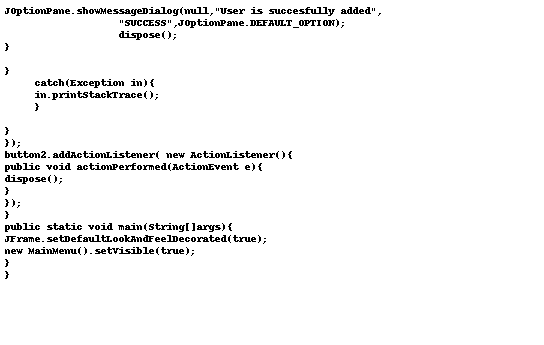 JOptionPane.showMessageDialog(null,"User is succesfully added",
"SUCCESS",JOptionPane.DEFAULT_OPTION);
dispose();
}
}
catch(Exception in){
in.printStackTrace();
}
}
});
button2.addActionListener( new ActionListener(){
public void actionPerformed(ActionEvent e){
dispose();
}
});
}
public static void main(String[]args){
JFrame.setDefaultLookAndFeelDecorated(true);
new MainMenu().setVisible(true);
}
}